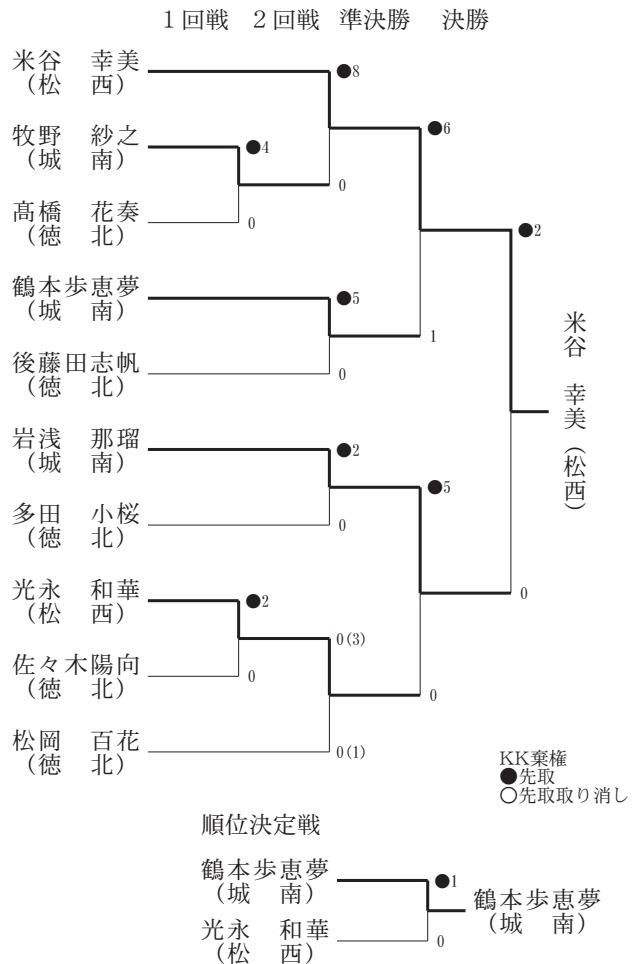 １回戦　２回戦　準決勝　決勝
米谷　幸美
（松　西）
●8
●6
牧野　紗之
（城　南）
●4
0
髙橋　花奏
（徳　北）
0
●2
鶴本歩恵夢
（城　南）
●5
1
後藤田志帆
（徳　北）
0
米谷　幸美（松西）
岩浅　那瑠
（城　南）
●2
●5
多田　小桜
（徳　北）
0
0
光永　和華
（松　西）
●2
0(3)
佐々木陽向
（徳　北）
0
0
松岡　百花
（徳　北）
0(1)
KK棄権
●先取
○先取取り消し
順位決定戦
鶴本歩恵夢
（城　南）
●1
鶴本歩恵夢
（城　南）
光永　和華
（松　西）
0